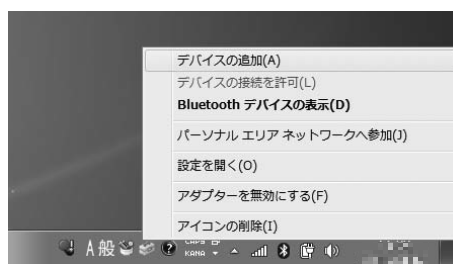 デバイスの追加(A)
デバイスの接続を許可(L)
Bluetooth デバイスの表示(D)
パーソナル エリア ネットワークへ参加(J)
設定を開く(O)
アダプターを無効にする(F)
アイコンの削除(I)
A 般
CAPS
KANA